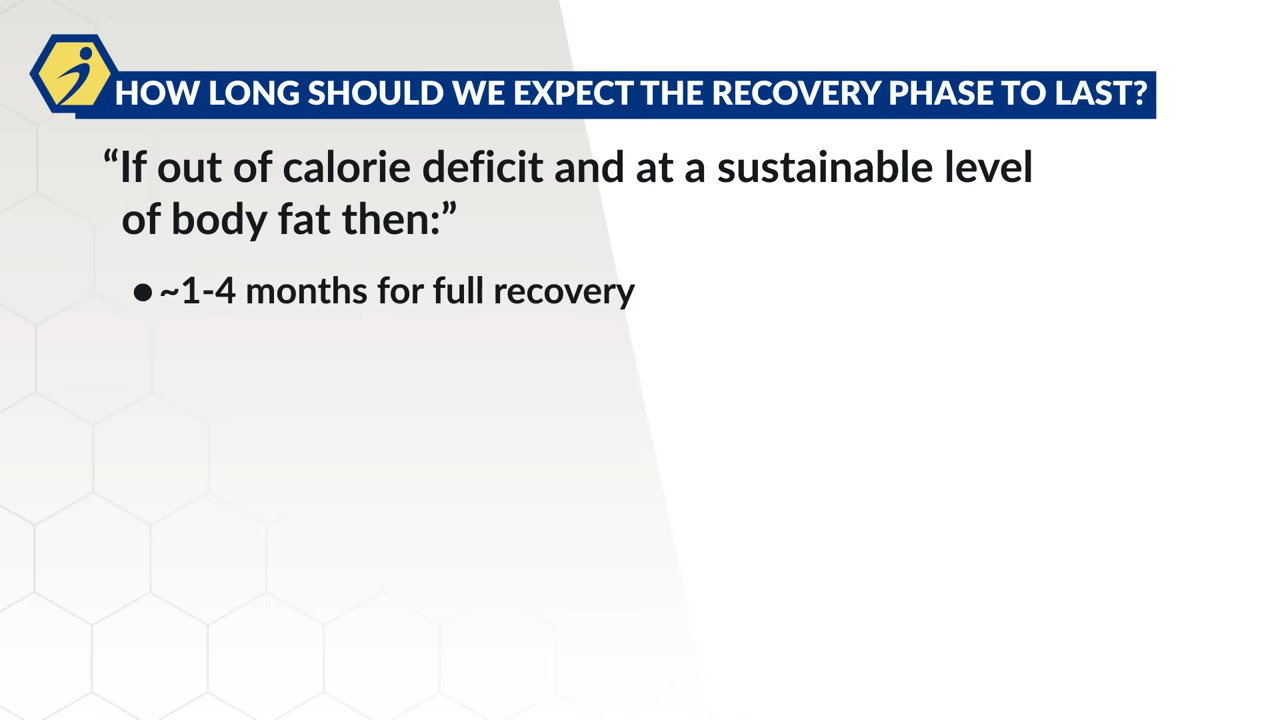 HOW LONG SHOULD WE EXPECT THE RECOVERY PHASE TO LAST?
“If out of calorie deficit and at a sustainable level
of body fat then:”
● ~1-4 months for full recovery